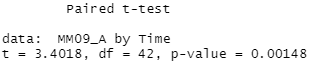 Paired t-test
data:  MM09_A by Time
t = 3.4018, df = 42, p-value = 0.00148